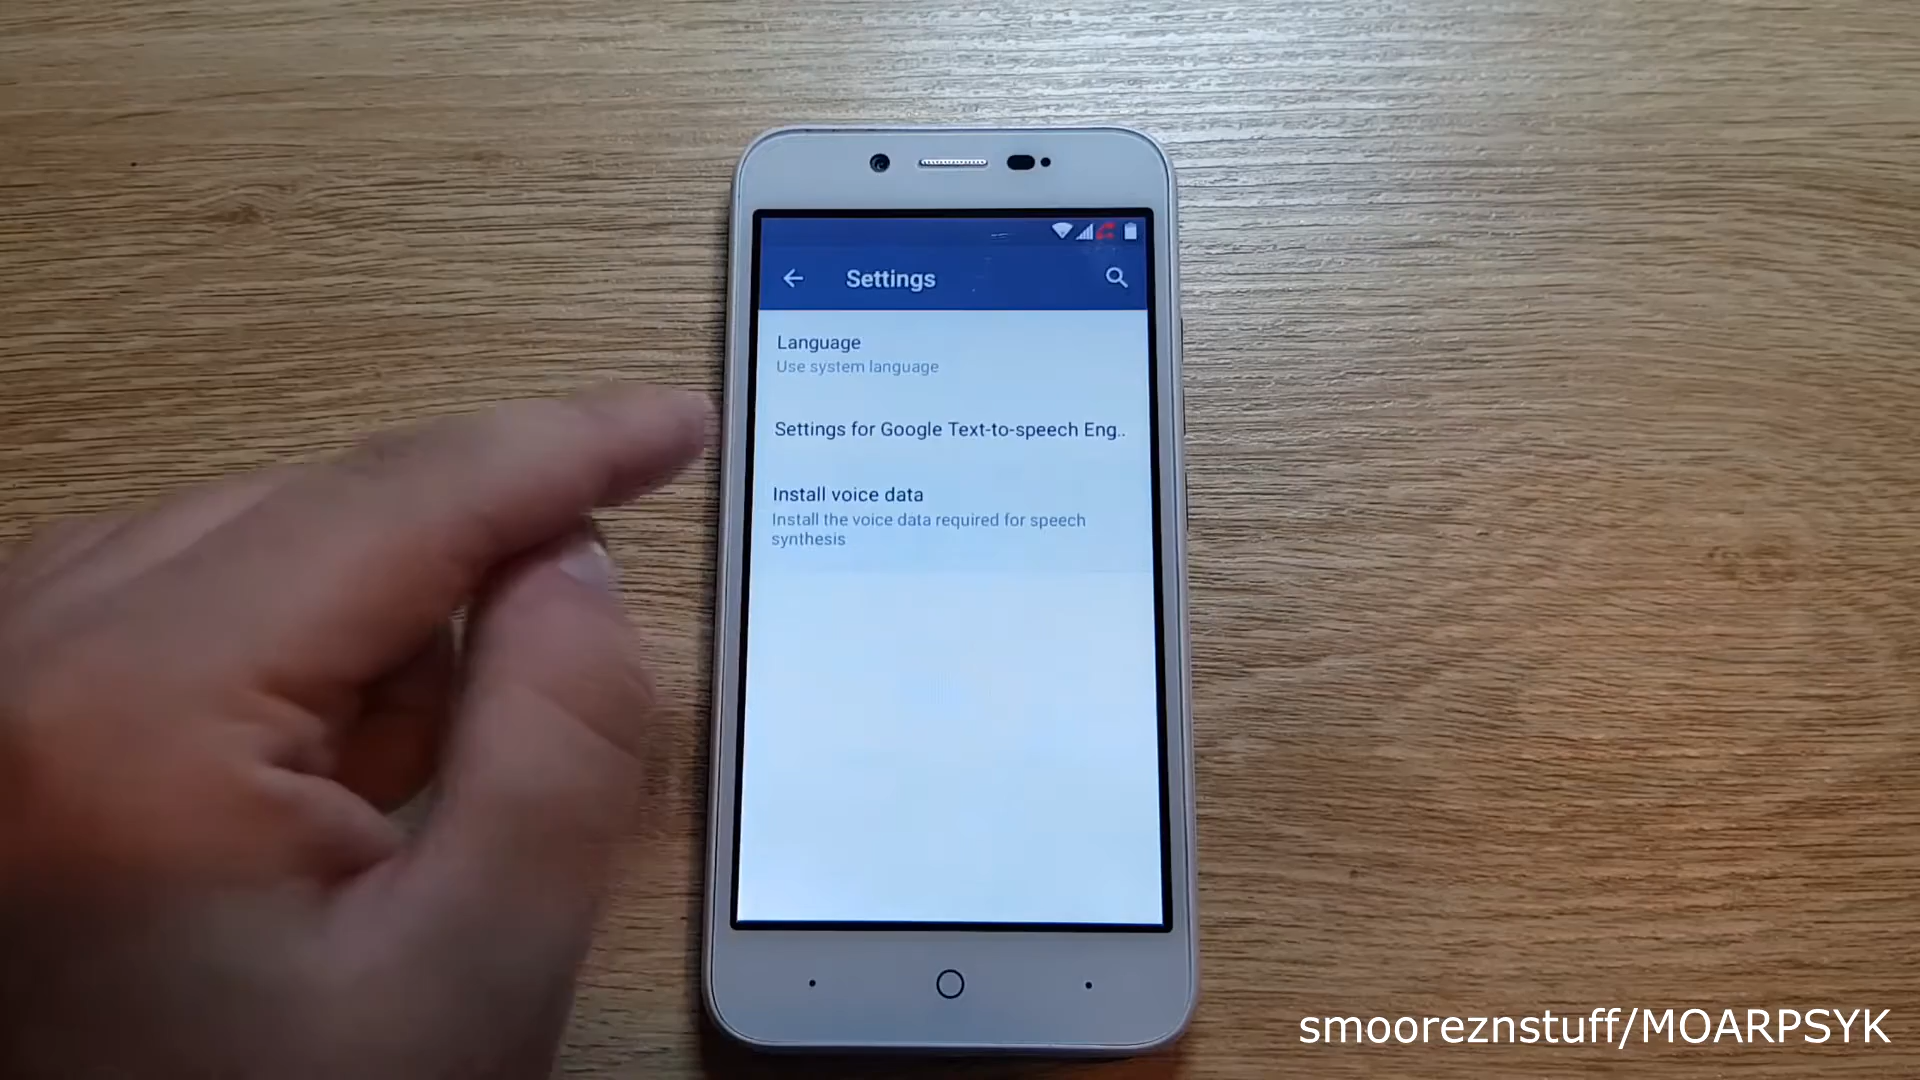 Settings
Language
Use system language
Settings for Google Text-to-speech Eng..
Install voice data
Install the voice data required for speech
synthesis
smooreznstuff/MOARPSYK